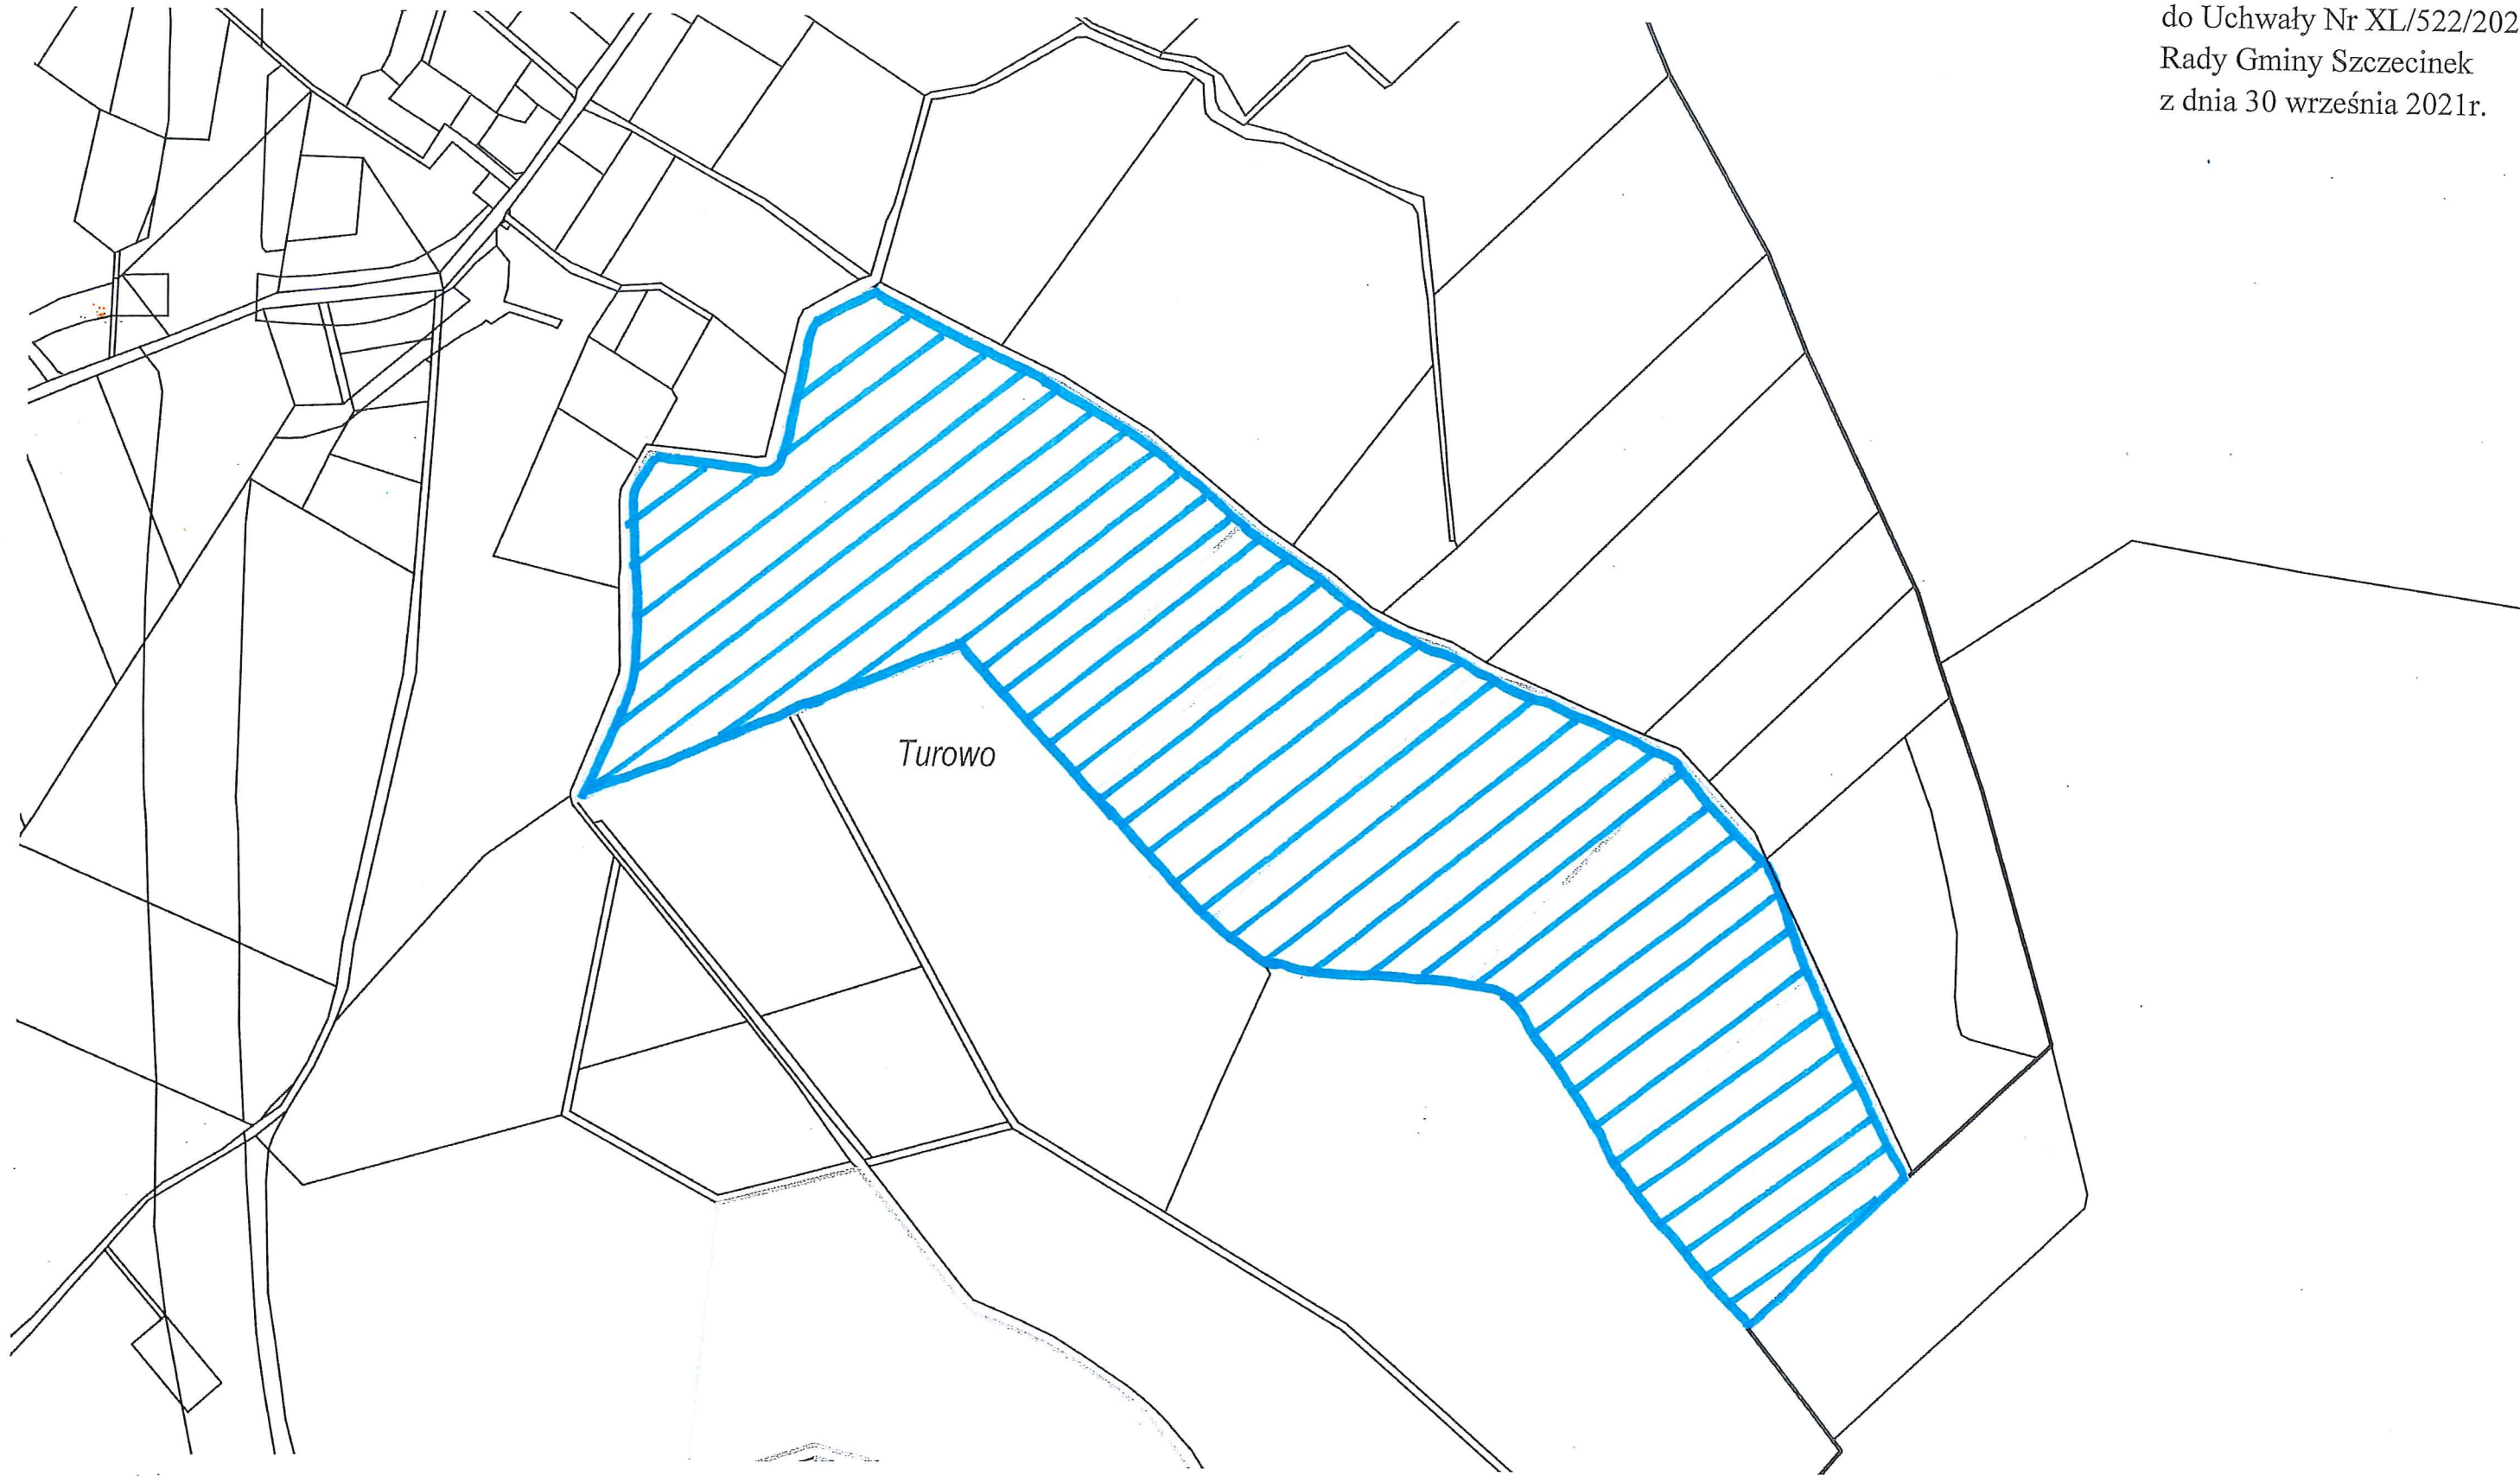 do Uchwały Nr XL/522/202
Rady Gminy Szczecinek
z dnia 30 września 2021r.
Turowo